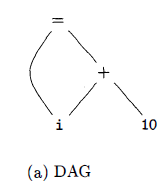 =
+
i 10
(a) DAG